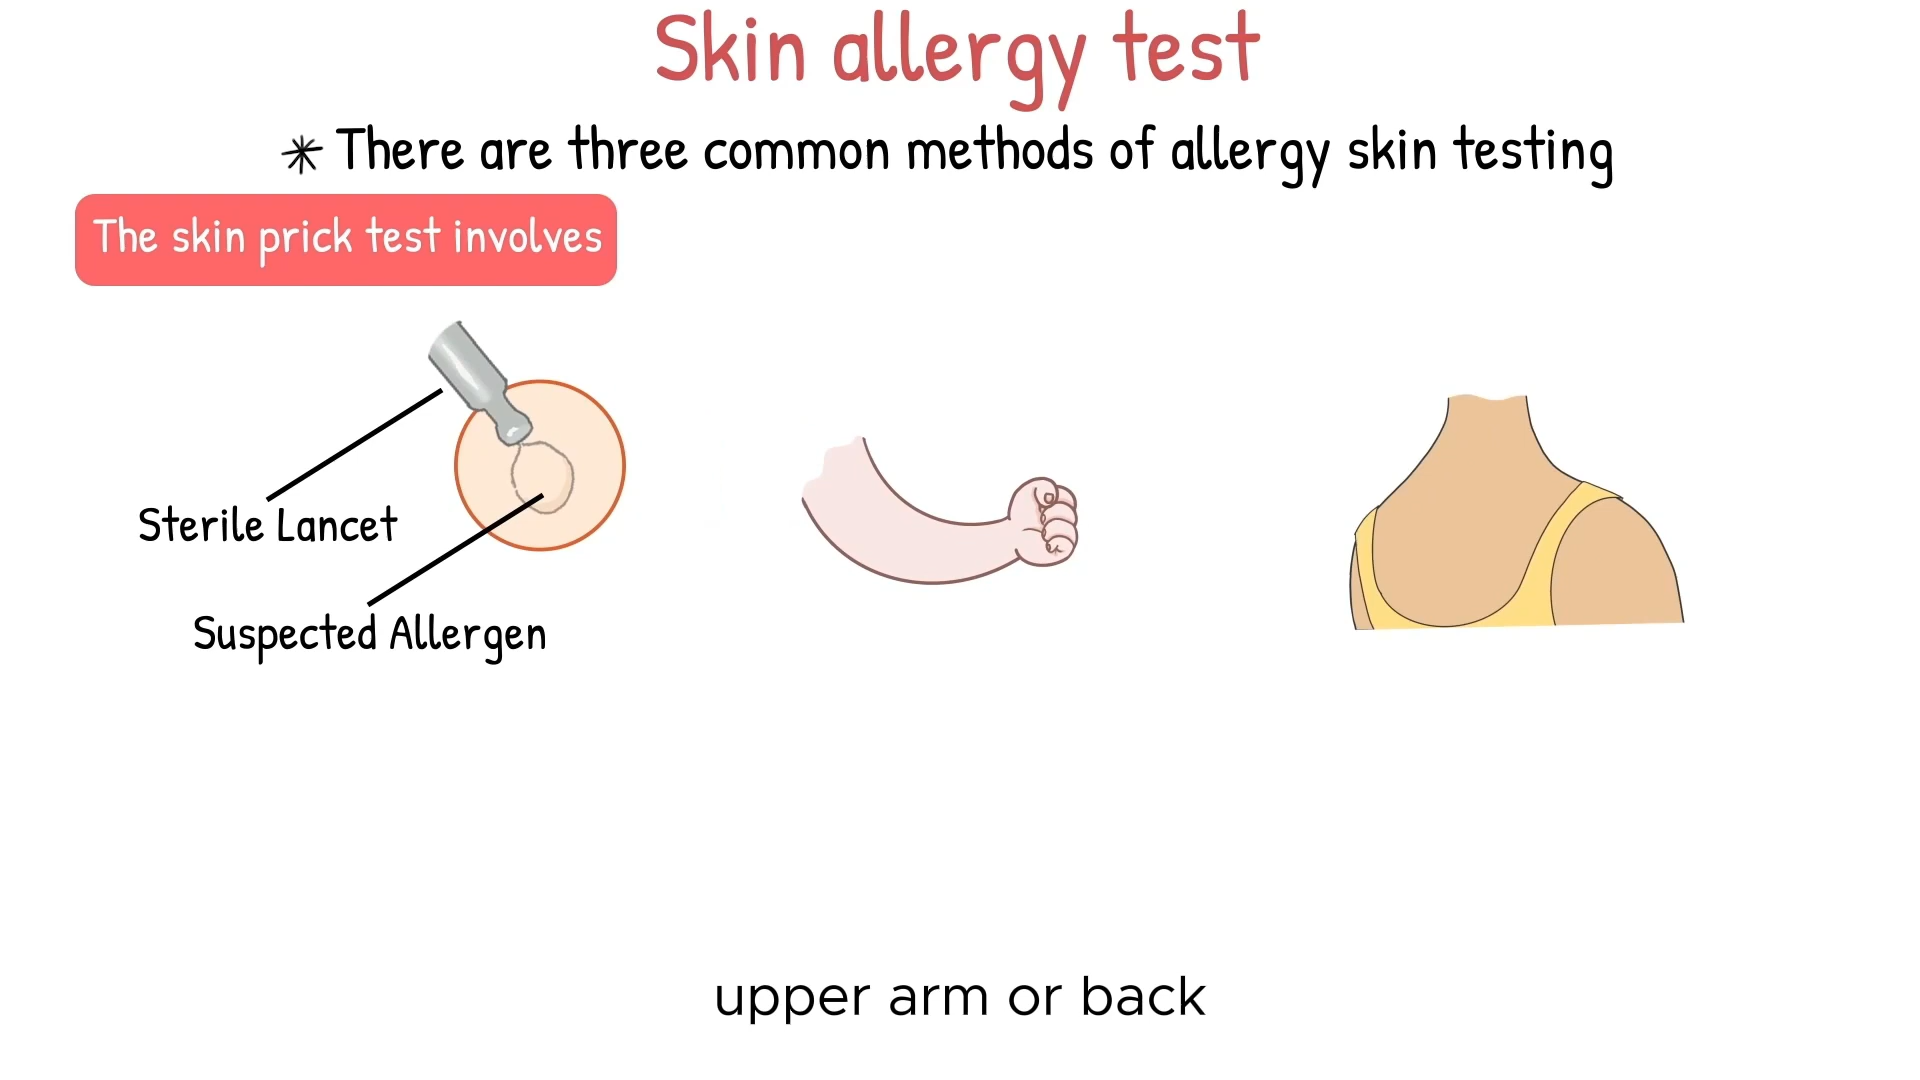 Skin allergy test
There are three common methods of allergy skin testing
The skin prick test involves
Sterile Lancet
Suspected Allergen
upper arm or back